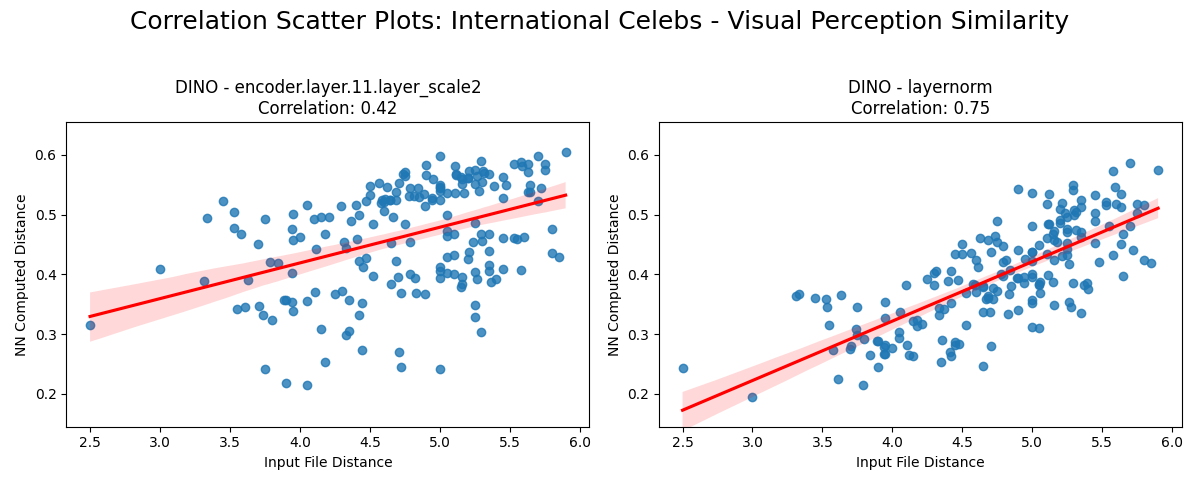 Correlation Scatter Plots: International Celebs - Visual Perception Similarity
DINO - encoder.layer.11.layer_scale2
Correlation: 0.42
NN Computed Distance
0.6
0.5
0.4
0.3
0.2
2.5 3.0 3.5 4.0 4.5 5.0 5.5 6.0
Input File Distance
DINO - layernorm
Correlation: 0.75
NN Computed Distance
0.6
0.5
0.4
0.3
0.2
2.5 3.0 3.5 4.0 4.5 5.0 5.5 6.0
Input File Distance